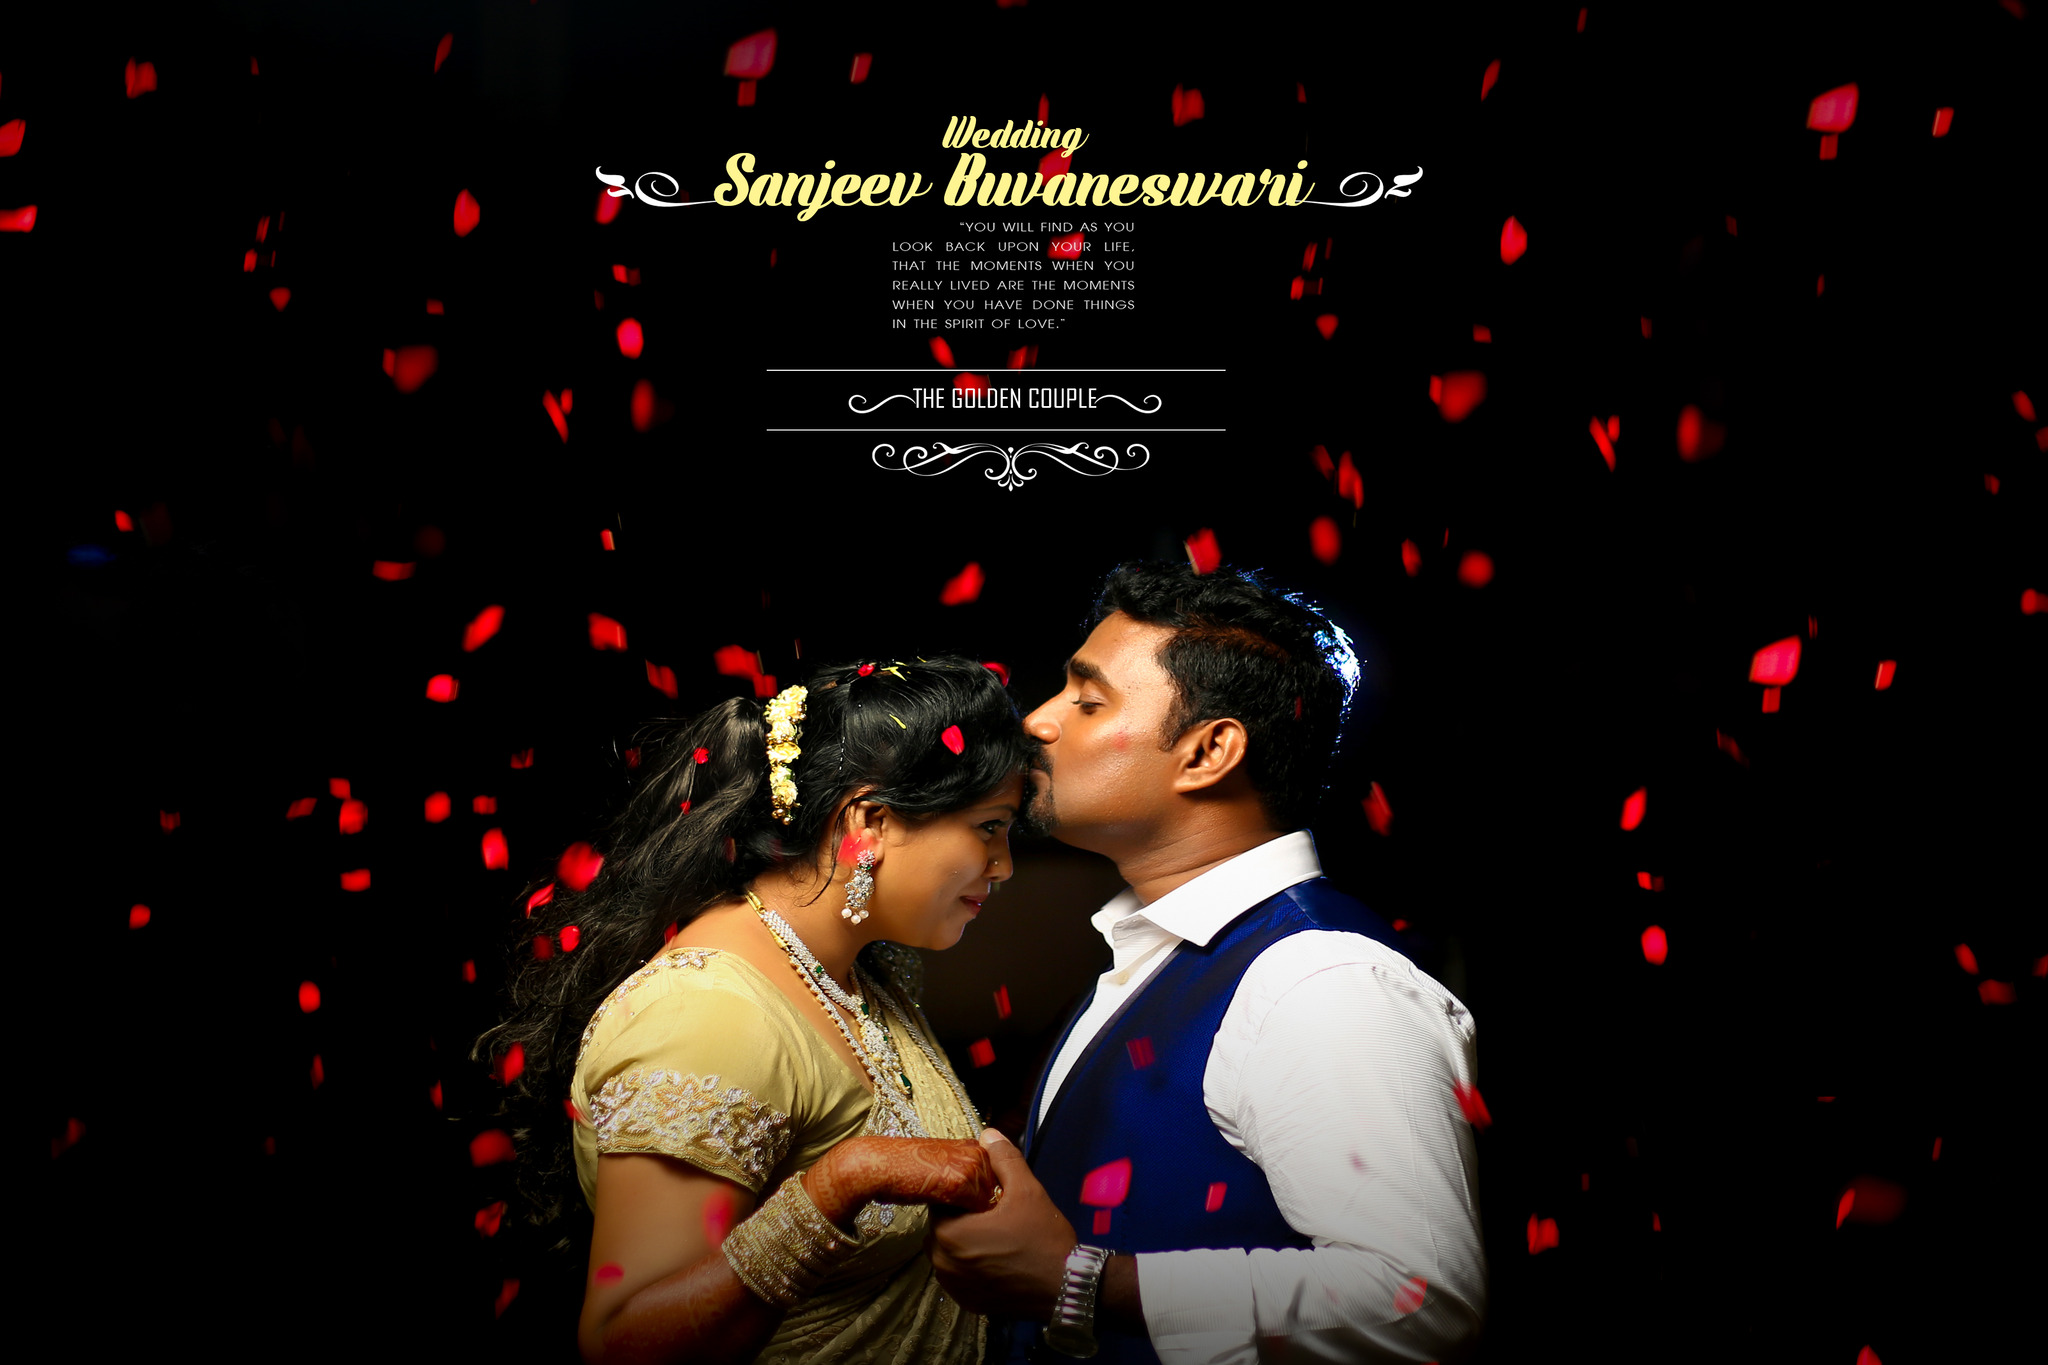 Wedding
Sanjeev Buvaneswari
“YOU WILL FIND AS YOU
LOOK BACK UPON YOUR LIFE,
THAT THE MOMENTS WHEN YOU
REALLY LIVED ARE THE MOMENTS
WHEN YOU HAVE DONE THINGS
IN THE SPIRIT OF LOVE.”
THE GOLDEN COUPLE